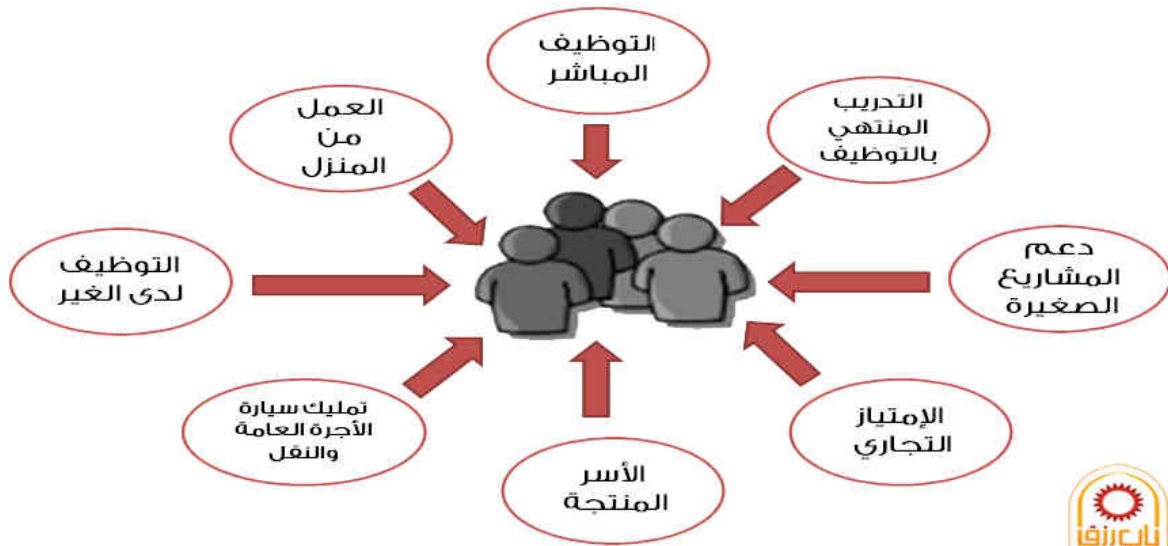 التوظيف
المباشر
التدريب
المنتهي
بالتوظيف
العمل
من
المنزل
دعم
المشاريع
الصغيرة
التوظيف
لدى الغير
الإمتياز
التجاري
تمليك سيارة
الأجرة العامة
والنقل
الأسر
المنتجة
باب رزق